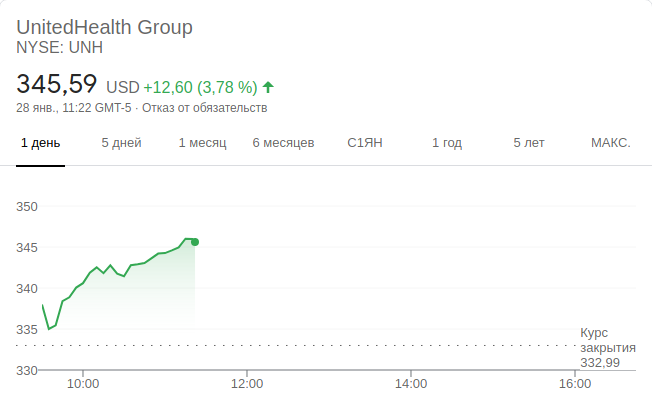 UnitedHealth Group
NYSE: UNH
345,59 USD +12,60 (3,78 %)
28 янв., 11:22 GMT-5 · Отказ от обязательств
1 день 5 дней 1 месяц 6 месяцев С1ЯН 1 год 5 лет МАКС.
350
345
340
335
330
Курс
закрытия
332,99
10:00 12:00 14:00 16:00